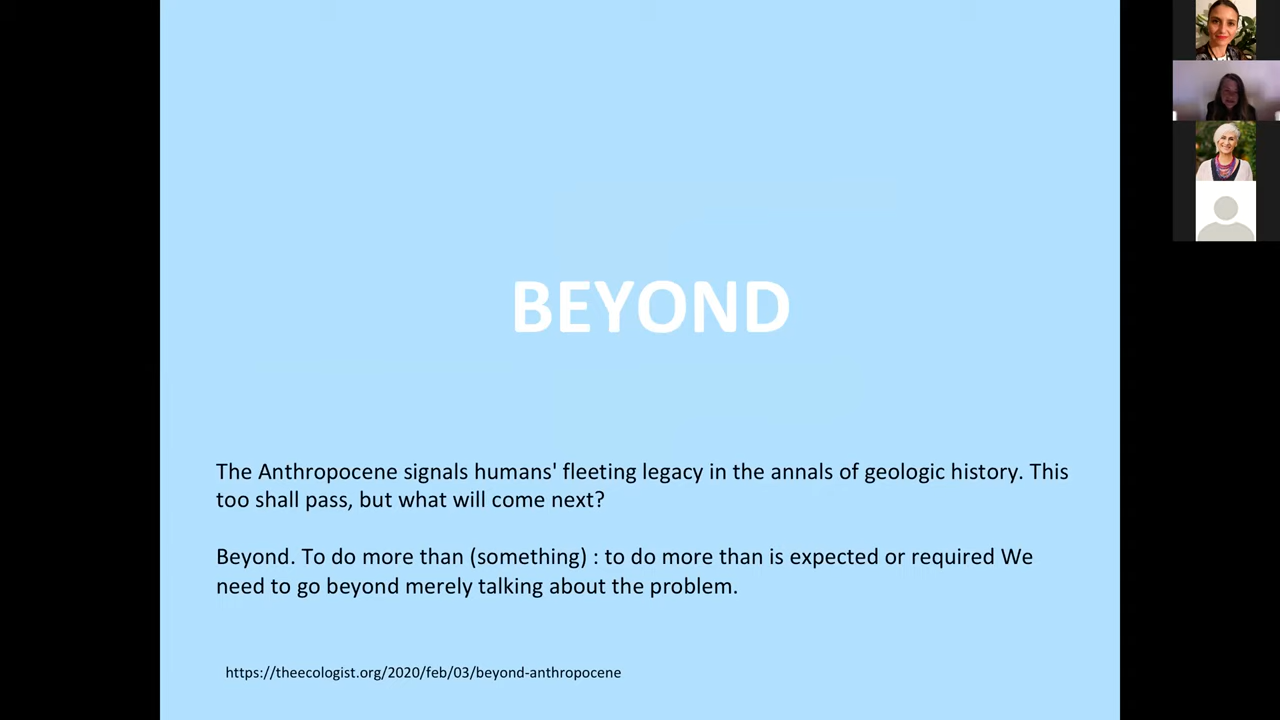 BEYOND
The Anthropocene signals humans' fleeting legacy in the annals of geologic history. This
too shall pass, but what will come next?
Beyond. To do more than (something) : to do more than is expected or required We
need to go beyond merely talking about the problem.
https://theecologist.org/2020/feb/03/beyond-anthropocene